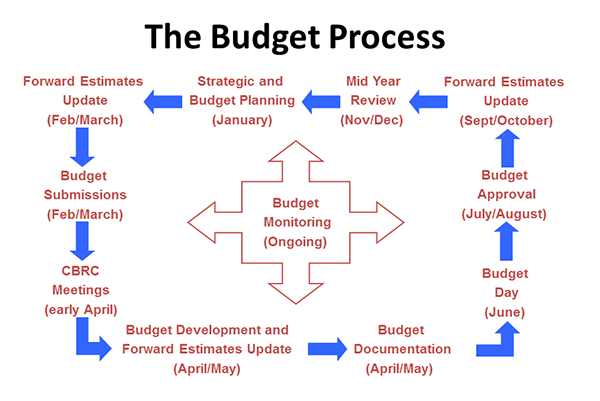 The Budget Process
Forward Estimates
Update
(Feb/March)
Strategic and
Budget Planning
(January)
Mid Year
Review
(Nov/Dec)
Forward Estimates
Update
(Sept/October)
Budget
Submissions
(Feb/March)
Budget
Monitoring
(Ongoing)
Budget
Approval
(July/August)
CBRC
Meetings
(early April)
Budget
Day
(June)
Budget Development and
Forward Estimates Update
(April/May)
Budget
Documentation
(April/May)